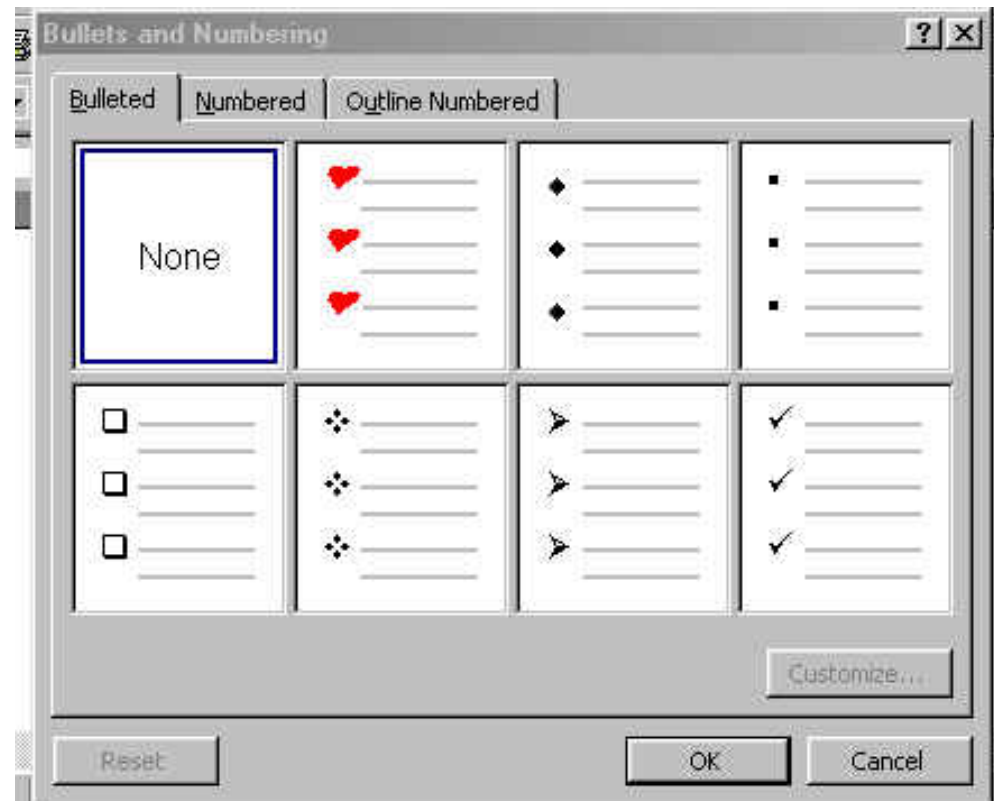 Bullets and Numbering
Bulleted Numbered Outline Numbered
None
Customize...
Reset OK Cancel